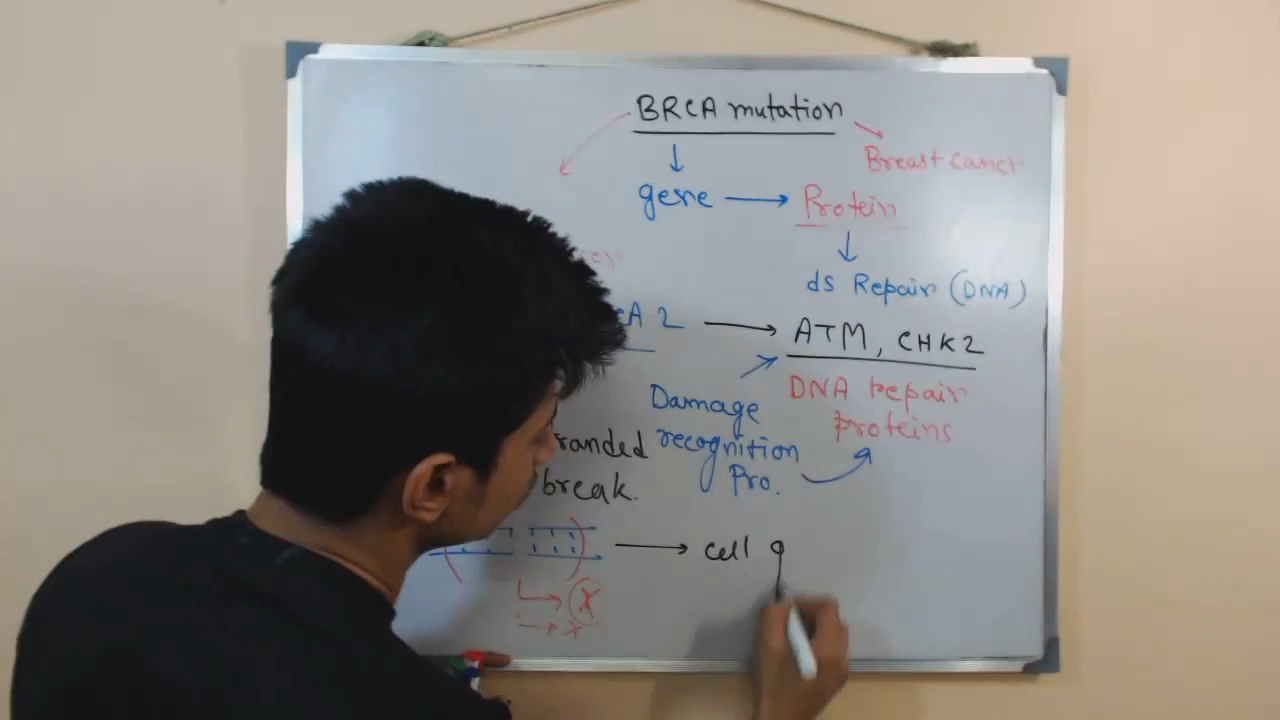 BRCA mutation
Breast cancr
gene → Protein
ds Repair (DNA)
A 2 → ATM, CHK2
DNA repair
proteins
Damage
recognition
Pro.
randed
break.
→ cell g
X
x